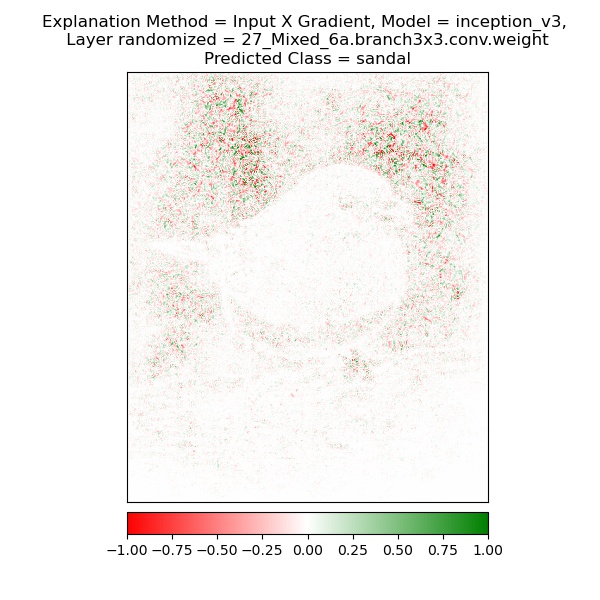 Explanation Method = Input X Gradient, Model = inception_v3,
Layer randomized = 27_Mixed_6a.branch3x3.conv.weight
Predicted Class = sandal
−1.00 −0.75 −0.50 −0.25 0.00 0.25 0.50 0.75 1.00